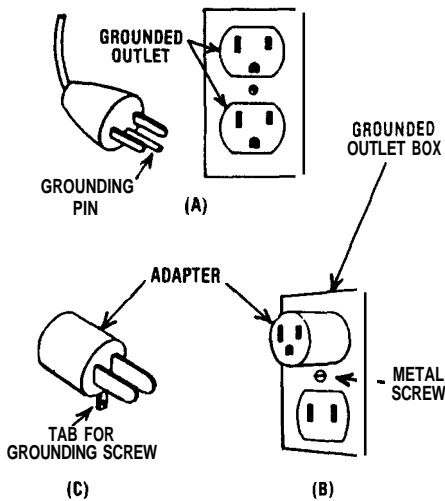 GROUNDED
OUTLET
GROUNDING
PIN
(A)
GROUNDED
OUTLET BOX
ADAPTER
METAL
SCREW
TAB FOR
GROUNDING SCREW
(C)
(B)